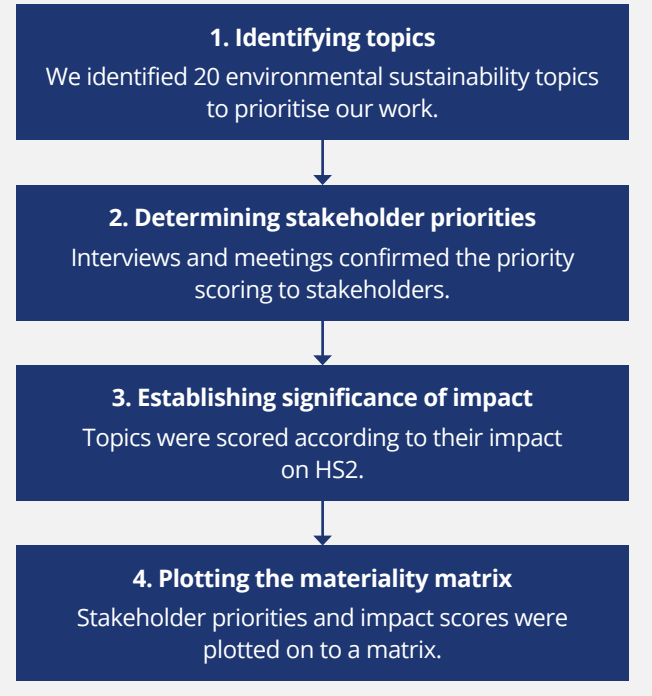 1. Identifying topics
We identified 20 environmental sustainability topics
to prioritise our work.
2. Determining stakeholder priorities
Interviews and meetings confirmed the priority
scoring to stakeholders.
3. Establishing significance of impact
Topics were scored according to their impact
on HS2.
4. Plotting the materiality matrix
Stakeholder priorities and impact scores were
plotted on to a matrix.